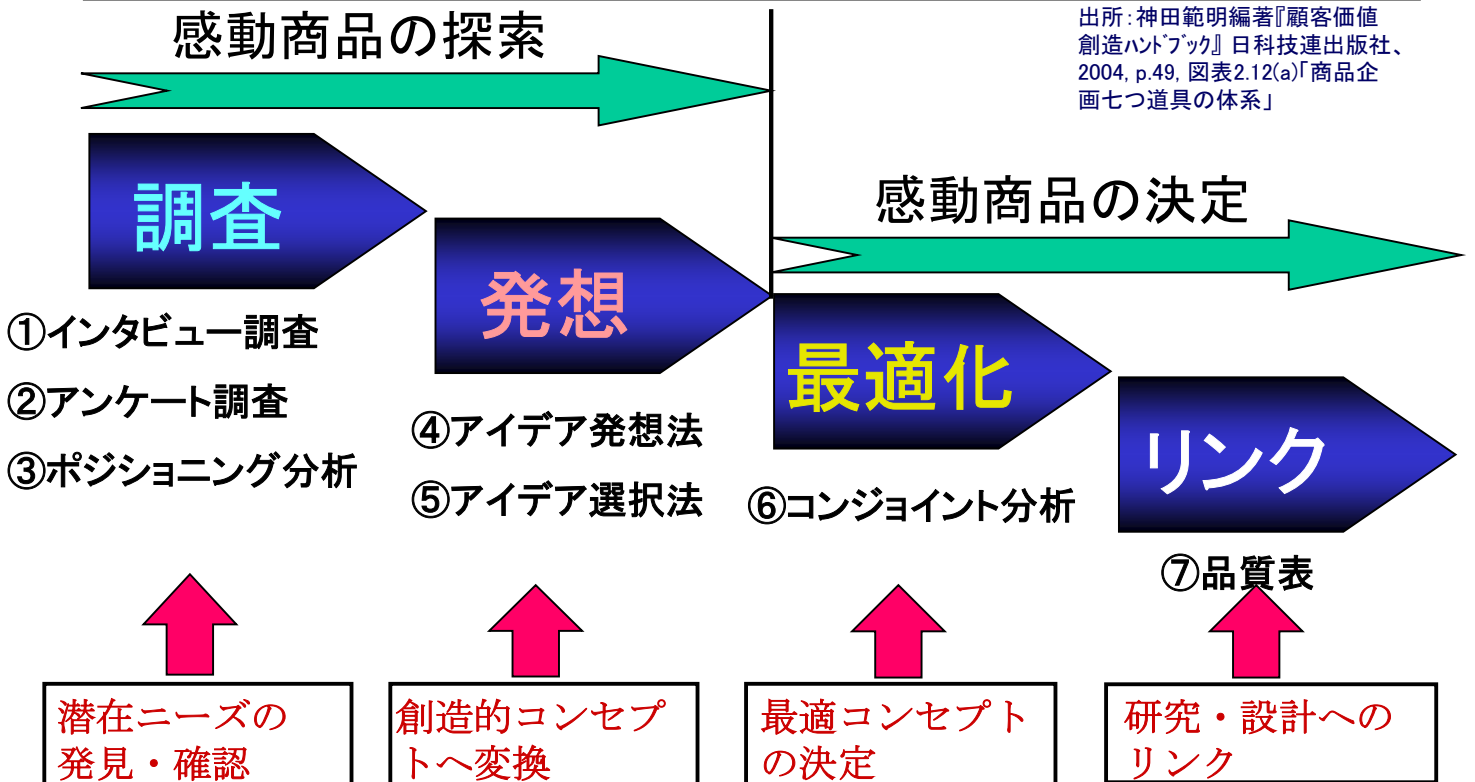 感動商品の探索
出所:神田範明編著『顧客価値
創造ﾊﾝﾄﾞﾌﾞｯｸ』 日科技連出版社、
2004, p.49, 図表2.12(a)「商品企
画七つ道具の体系」
調査
感動商品の決定
発想
①インタビュー調査
②アンケート調査
③ポジショニング分析
最適化
④アイデア発想法
⑤アイデア選択法
リンク
⑥コンジョイント分析
⑦品質表
潜在ニーズの
発見・確認
創造的コンセプ
トへ変換
最適コンセプト
の決定
研究・設計への
リンク